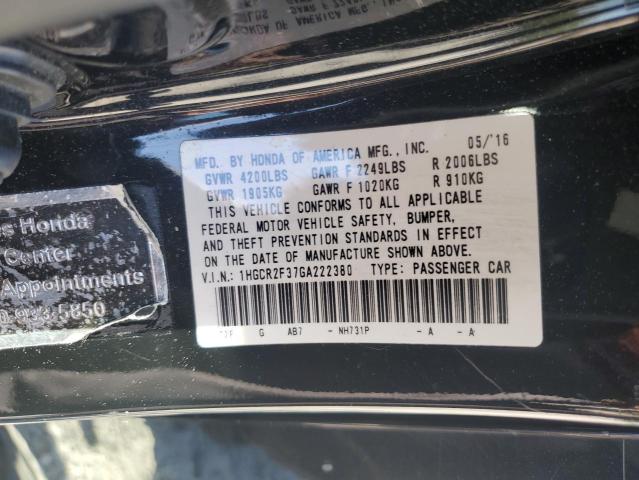 MFD. BY HONDA OF AMERICA MFG., INC. 05/'16
GVWR 4200LBS GAWR F 2249LBS R 2006LBS
GVWR 1905KG GAWR F 1020KG R 910KG
THIS VEHICLE CONFORMS TO ALL APPLICABLE
FEDERAL MOTOR VEHICLE SAFETY, BUMPER,
AND THEFT PREVENTION STANDARDS IN EFFECT
ON THE DATE OF MANUFACTURE SHOWN ABOVE.
V.I.N.: 1HGCR2F37GA222380 TYPE: PASSENGER CAR
G AB7 - NH731P - A - A
Honda
Center
Appointments
5850